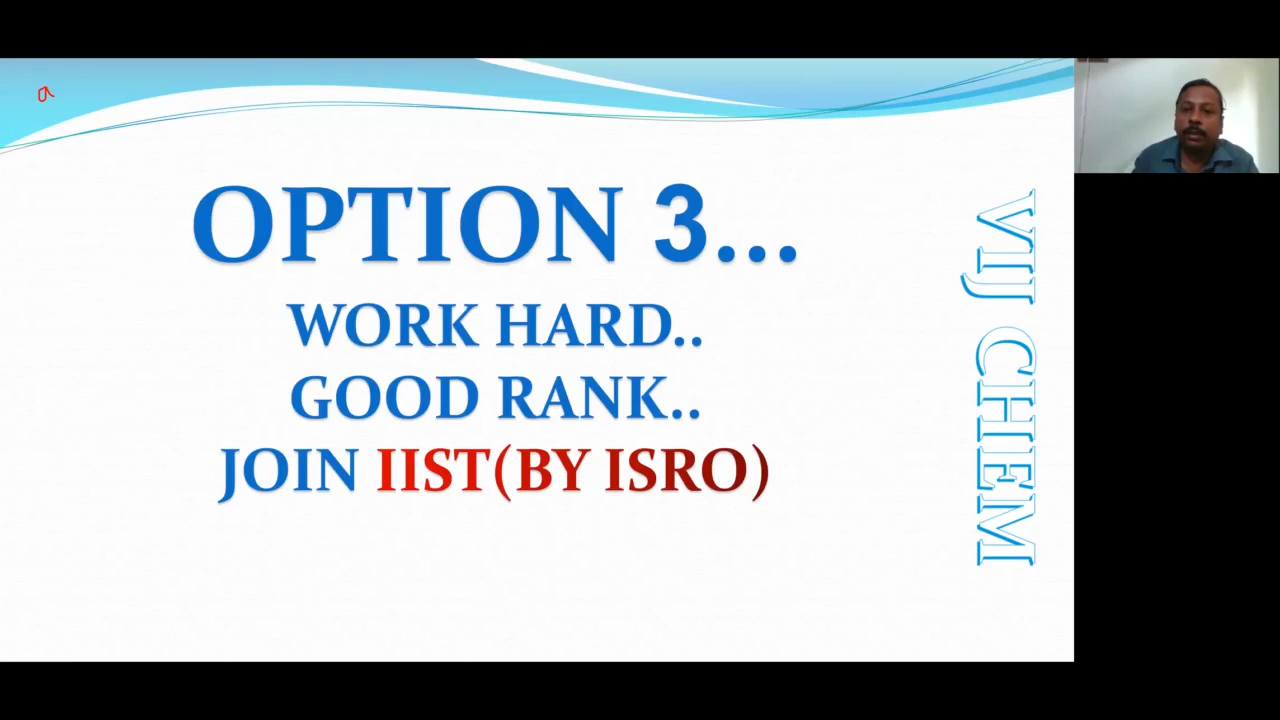 OPTION 3...
WORK HARD..
GOOD RANK..
JOIN IIST(BY ISRO)
VIJ CHEM